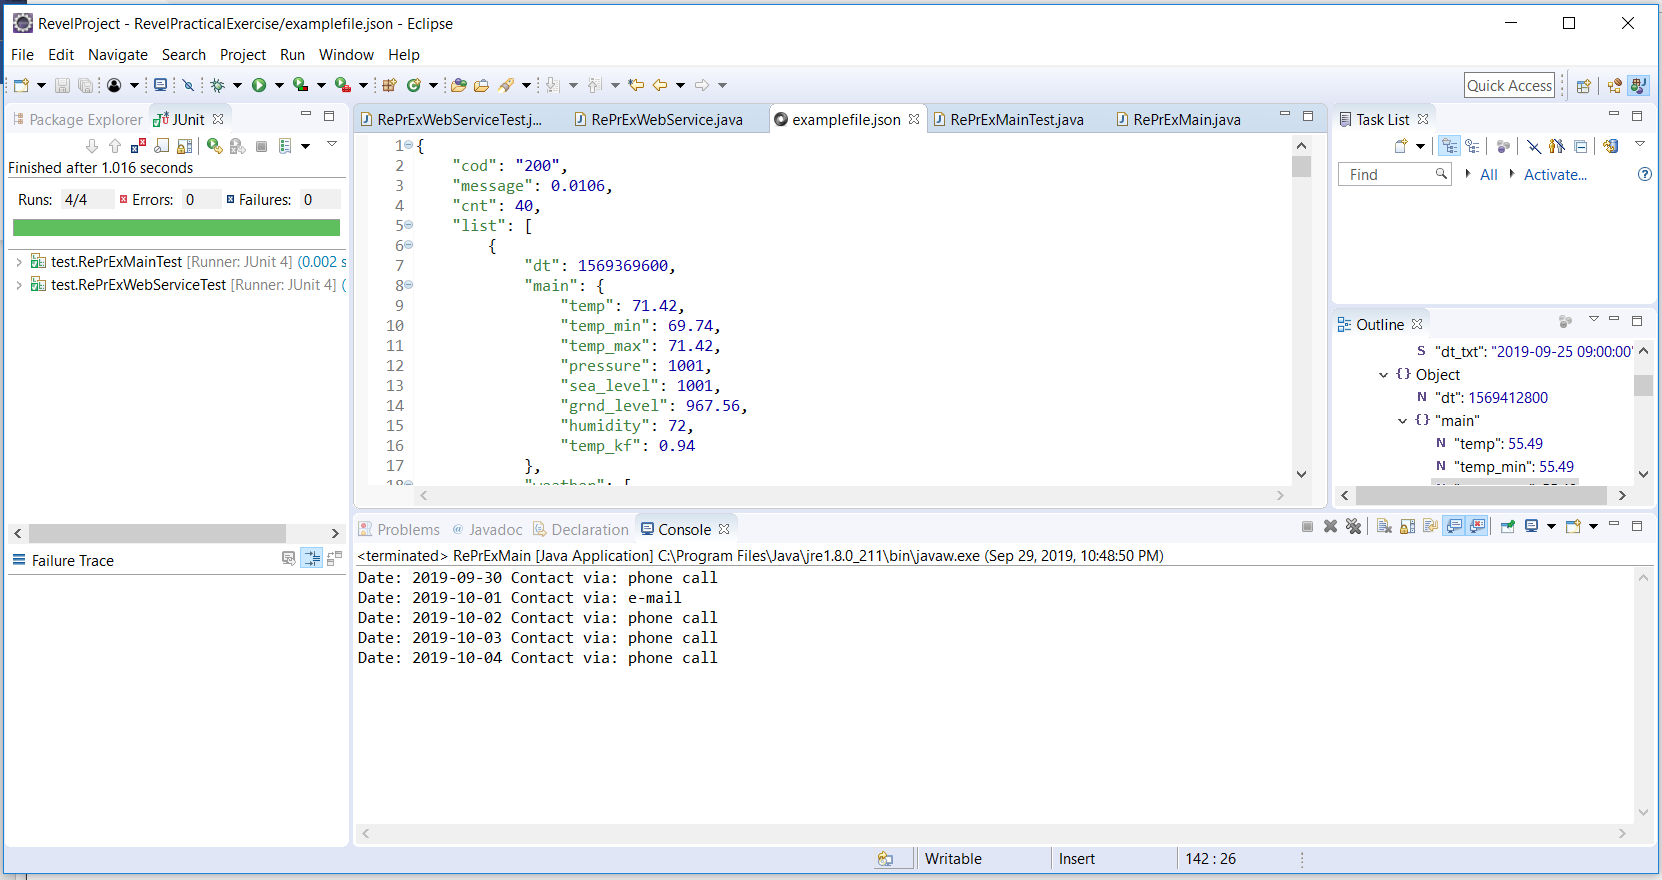 RevelProject - RevelPracticalExercise/examplefile.json - Eclipse
File Edit Navigate Search Project Run Window Help
Quick Access
Package Explorer JUnit
Finished after 1.016 seconds
Runs: 4/4 Errors: 0 Failures: 0
test.RePrExMainTest [Runner: JUnit 4] (0.002 s
test.RePrExWebServiceTest [Runner: JUnit 4] (
Failure Trace
RePrExWebServiceTest.j... RePrExWebService.java examplefile.json RePrExMainTest.java RePrExMain.java
1 {
2 "cod": "200",
3 "message": 0.0106,
4 "cnt": 40,
5 "list": [
6 {
7 "dt": 1569369600,
8 "main": {
9 "temp": 71.42,
10 "temp_min": 69.74,
11 "temp_max": 71.42,
12 "pressure": 1001,
13 "sea_level": 1001,
14 "grnd_level": 967.56,
15 "humidity": 72,
16 "temp_kf": 0.94
17 },
18 "weather": [
Task List
Find All Activate...
Outline
S "dt_txt": "2019-09-25 09:00:00"
{} Object
N "dt": 1569412800
{} "main"
N "temp": 55.49
N "temp_min": 55.49
Problems Javadoc Declaration Console
<terminated> RePrExMain [Java Application] C:\Program Files\Java\jre1.8.0_211\bin\javaw.exe (Sep 29, 2019, 10:48:50 PM)
Date: 2019-09-30 Contact via: phone call
Date: 2019-10-01 Contact via: e-mail
Date: 2019-10-02 Contact via: phone call
Date: 2019-10-03 Contact via: phone call
Date: 2019-10-04 Contact via: phone call
Writable Insert 142 : 26